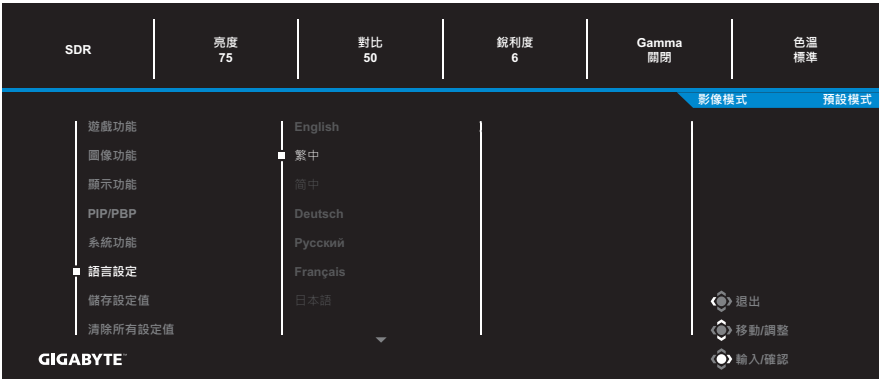 SDR
亮度
75
對比
50
銳利度
6
Gamma
關閉
色溫
標準
影像模式 預設模式
遊戲功能
圖像功能
顯示功能
PIP/PBP
系統功能
語言設定
儲存設定值
清除所有設定值
English
繁中
简中
Deutsch
Русский
Français
日本語
退出
移動/調整
輸入/確認
GIGABYTE™